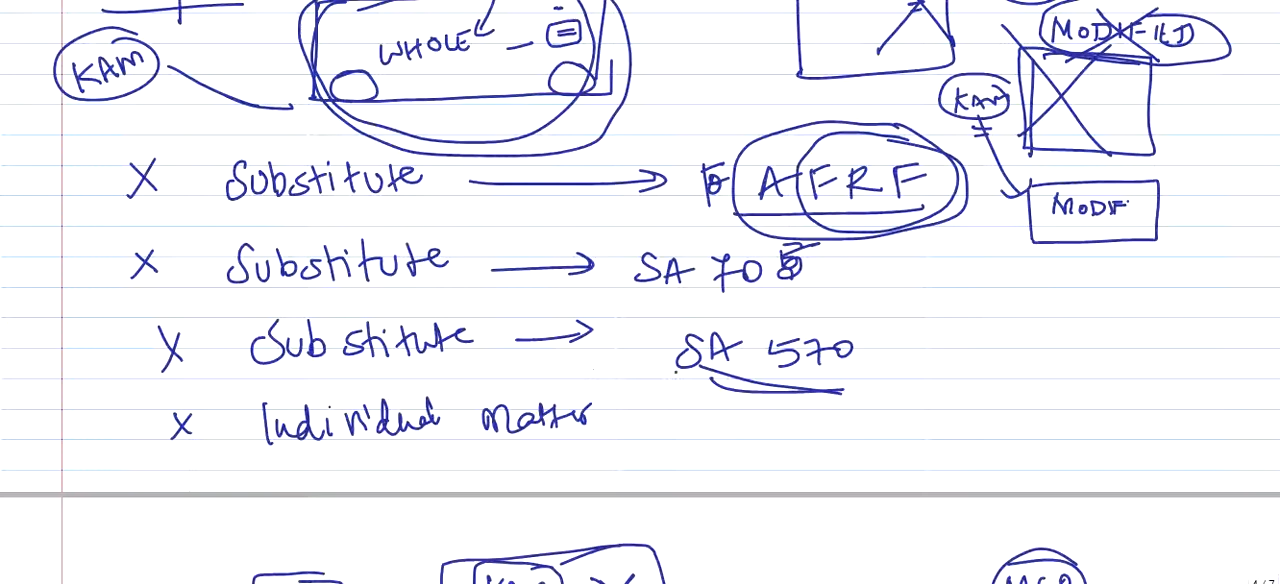 MODIFIED
WHOLE
KAM
KAM
X Substitute → AFRF
MODF
X Substitute → SA 705
X Substitute → SA 570
X Individual Matter